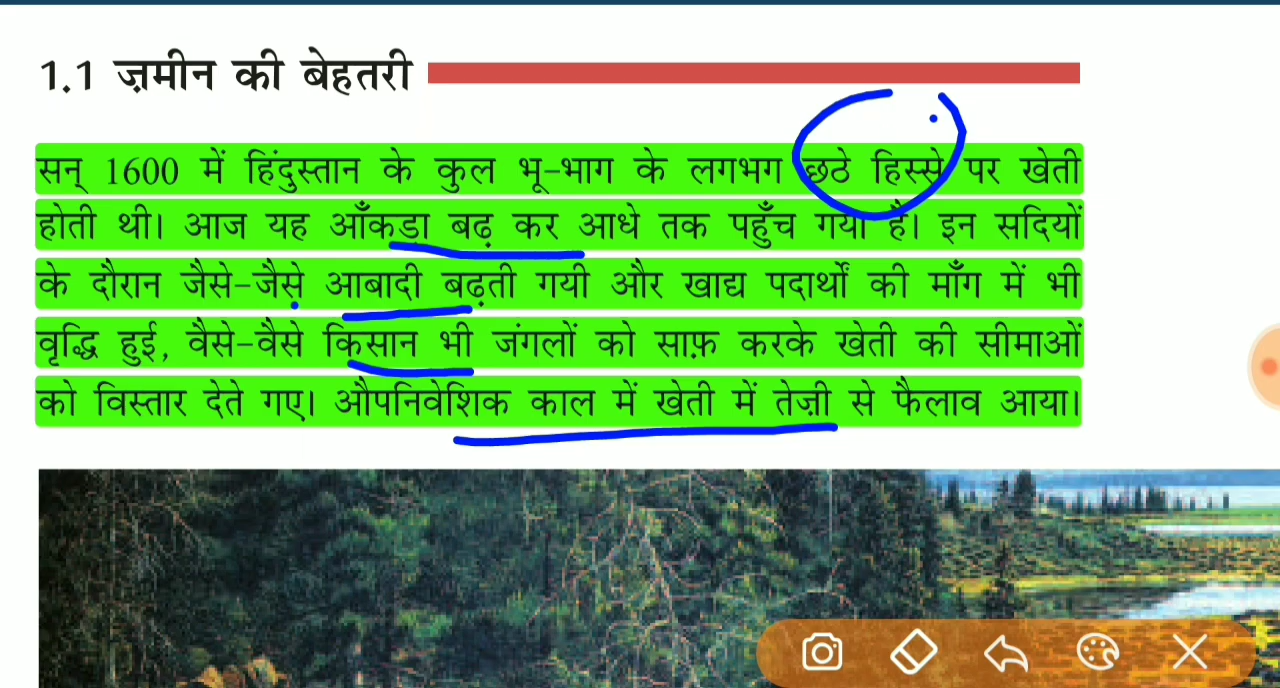 1.1 ज़मीन की बेहतरी
सन् 1600 में हिंदुस्तान के कुल भू-भाग के लगभग छठे हिस्से पर खेती
होती थी। आज यह आँकड़ा बढ़ कर आधे तक पहुँच गया है। इन सदियों
के दौरान जैसे-जैसे आबादी बढ़ती गयी और खाद्य पदार्थों की माँग में भी
वृद्धि हुई, वैसे-वैसे किसान भी जंगलों को साफ़ करके खेती की सीमाओं
को विस्तार देते गए। औपनिवेशिक काल में खेती में तेज़ी से फैलाव आया।